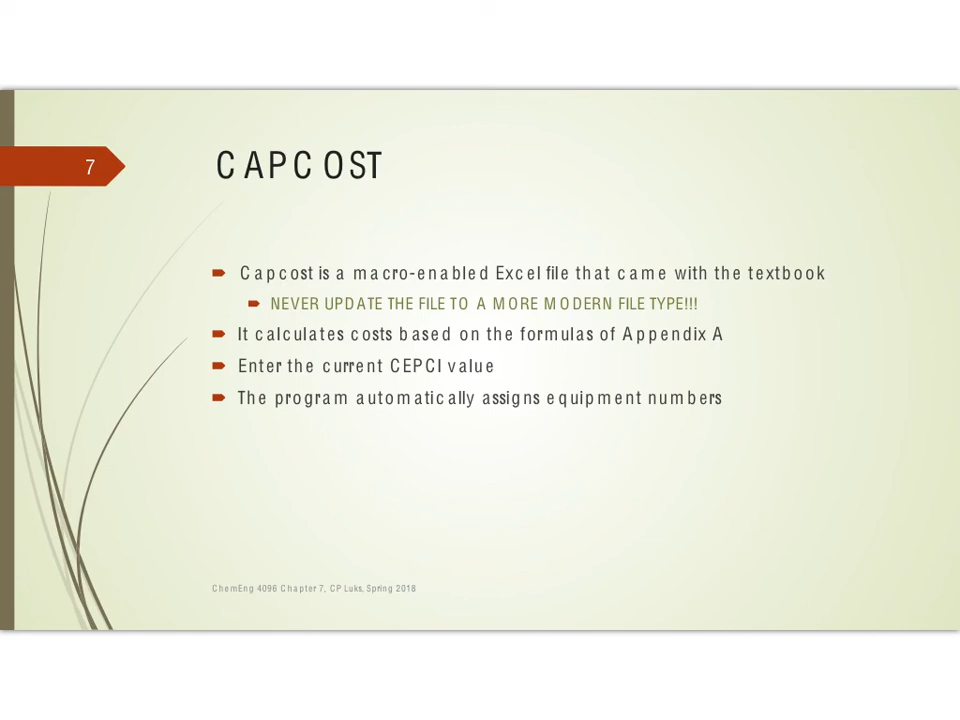 7
CAPCOST
Capcost is a macro-enabled Excel file that came with the textbook
NEVER UPDATE THE FILE TO A MORE MODERN FILE TYPE!!!
It calculates costs based on the formulas of Appendix A
Enter the current CEPCI value
The program automatically assigns equipment numbers
ChemEng 4096 Chapter 7, CP Luks, Spring 2018